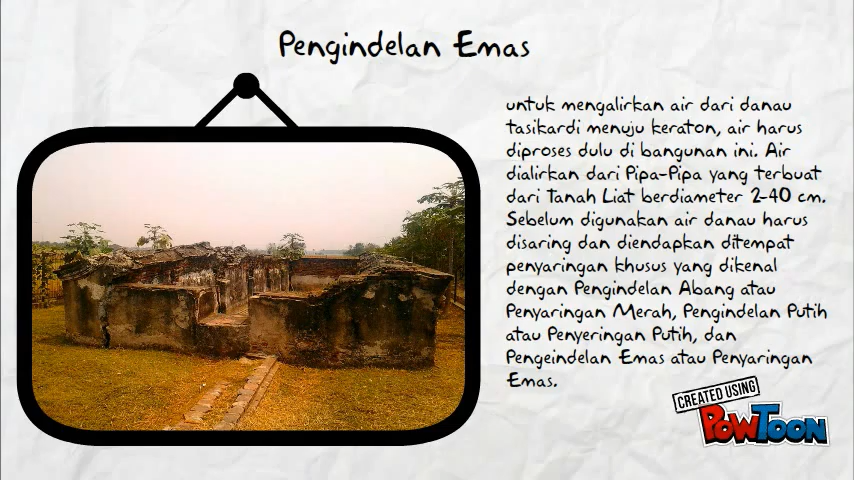 Pengindelan Emas
untuk mengalirkan air dari danau
tasikardi menuju keraton, air harus
diproses dulu di bangunan ini. Air
dialirkan dari Pipa-Pipa yang terbuat
dari Tanah Liat berdiameter 2-40 cm.
Sebelum digunakan air danau harus
disaring dan diendapkan ditempat
penyaringan khusus yang dikenal
dengan Pengindelan Abang atau
Penyaringan Merah, Pengindelan Putih
atau Penyeringan Putih, dan
Pengeindelan Emas atau Penyaringan
Emas.
CREATED USING
POWTOON